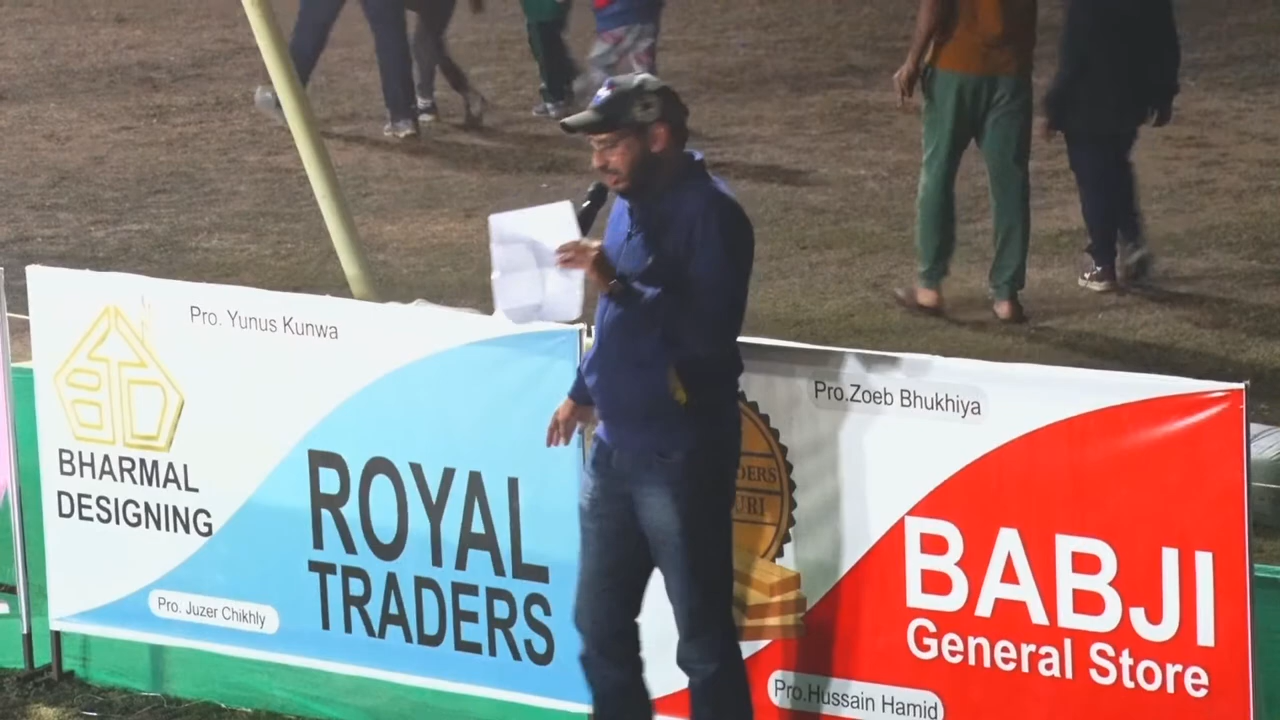 Pro. Yunus Kunwa
BHARMAL
DESIGNING
ROYAL
TRADERS
Pro. Juzer Chikhly
Pro.Zoeb Bhukhiya
BABJI
General Store
Pro.Hussain Hamid